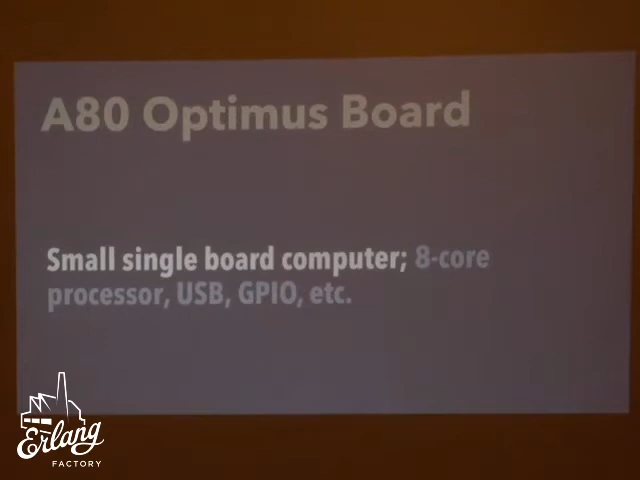 A80 Optimus Board
Small single board computer; 8-core
processor, USB, GPIO, etc.
Erlang
FACTORY